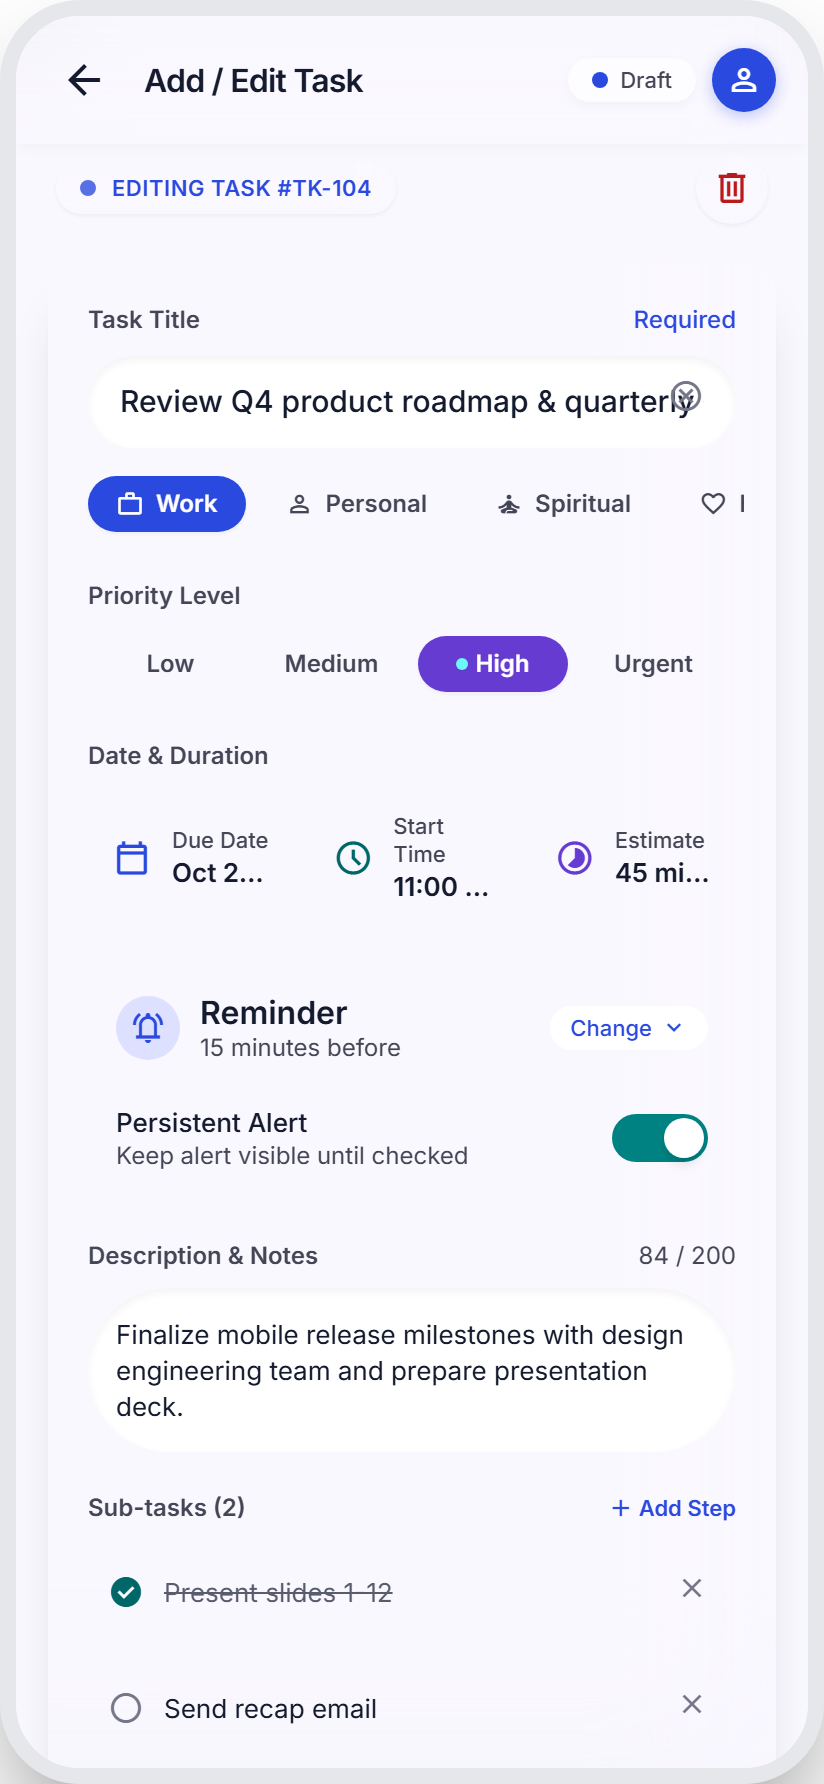 Add / Edit Task
Draft
EDITING TASK #TK-104
Task Title
Required
Review Q4 product roadmap & quarterly
Work
Personal
Spiritual
Priority Level
Low
Medium
High
Urgent
Date & Duration
Due Date
Oct 2...
Start
Time
11:00 ...
Estimate
45 mi...
Reminder
15 minutes before
Change
Persistent Alert
Keep alert visible until checked
Description & Notes
84 / 200
Finalize mobile release milestones with design
engineering team and prepare presentation
deck.
Sub-tasks (2)
+ Add Step
Present slides 1-12
Send recap email